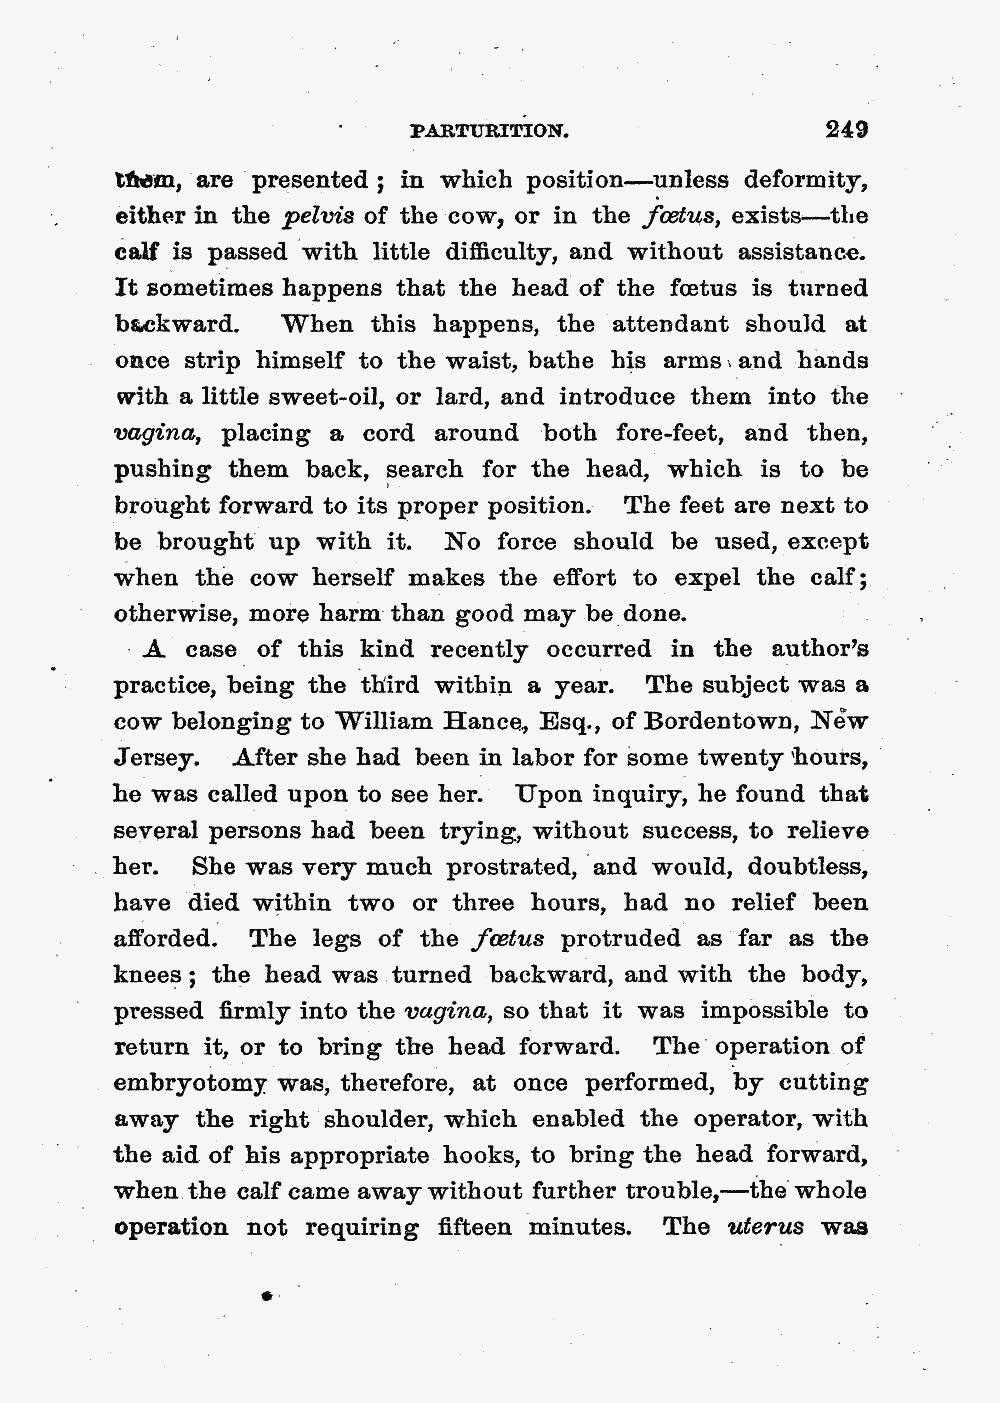 PARTURITION. 249
them, are presented ; in which position—unless deformity,
either in the pelvis of the cow, or in the fœtus, exists—the
calf is passed with little difficulty, and without assistance.
It sometimes happens that the head of the fœtus is turned
backward. When this happens, the attendant should at
once strip himself to the waist, bathe his arms and hands
with a little sweet-oil, or lard, and introduce them into the
vagina, placing a cord around both fore-feet, and then,
pushing them back, search for the head, which is to be
brought forward to its proper position. The feet are next to
be brought up with it. No force should be used, except
when the cow herself makes the effort to expel the calf;
otherwise, more harm than good may be done.
A case of this kind recently occurred in the author's
practice, being the third within a year. The subject was a
cow belonging to William Hance, Esq., of Bordentown, New
Jersey. After she had been in labor for some twenty hours,
he was called upon to see her. Upon inquiry, he found that
several persons had been trying, without success, to relieve
her. She was very much prostrated, and would, doubtless,
have died within two or three hours, had no relief been
afforded. The legs of the fœtus protruded as far as the
knees ; the head was turned backward, and with the body,
pressed firmly into the vagina, so that it was impossible to
return it, or to bring the head forward. The operation of
embryotomy was, therefore, at once performed, by cutting
away the right shoulder, which enabled the operator, with
the aid of his appropriate hooks, to bring the head forward,
when the calf came away without further trouble,—the whole
operation not requiring fifteen minutes. The uterus was